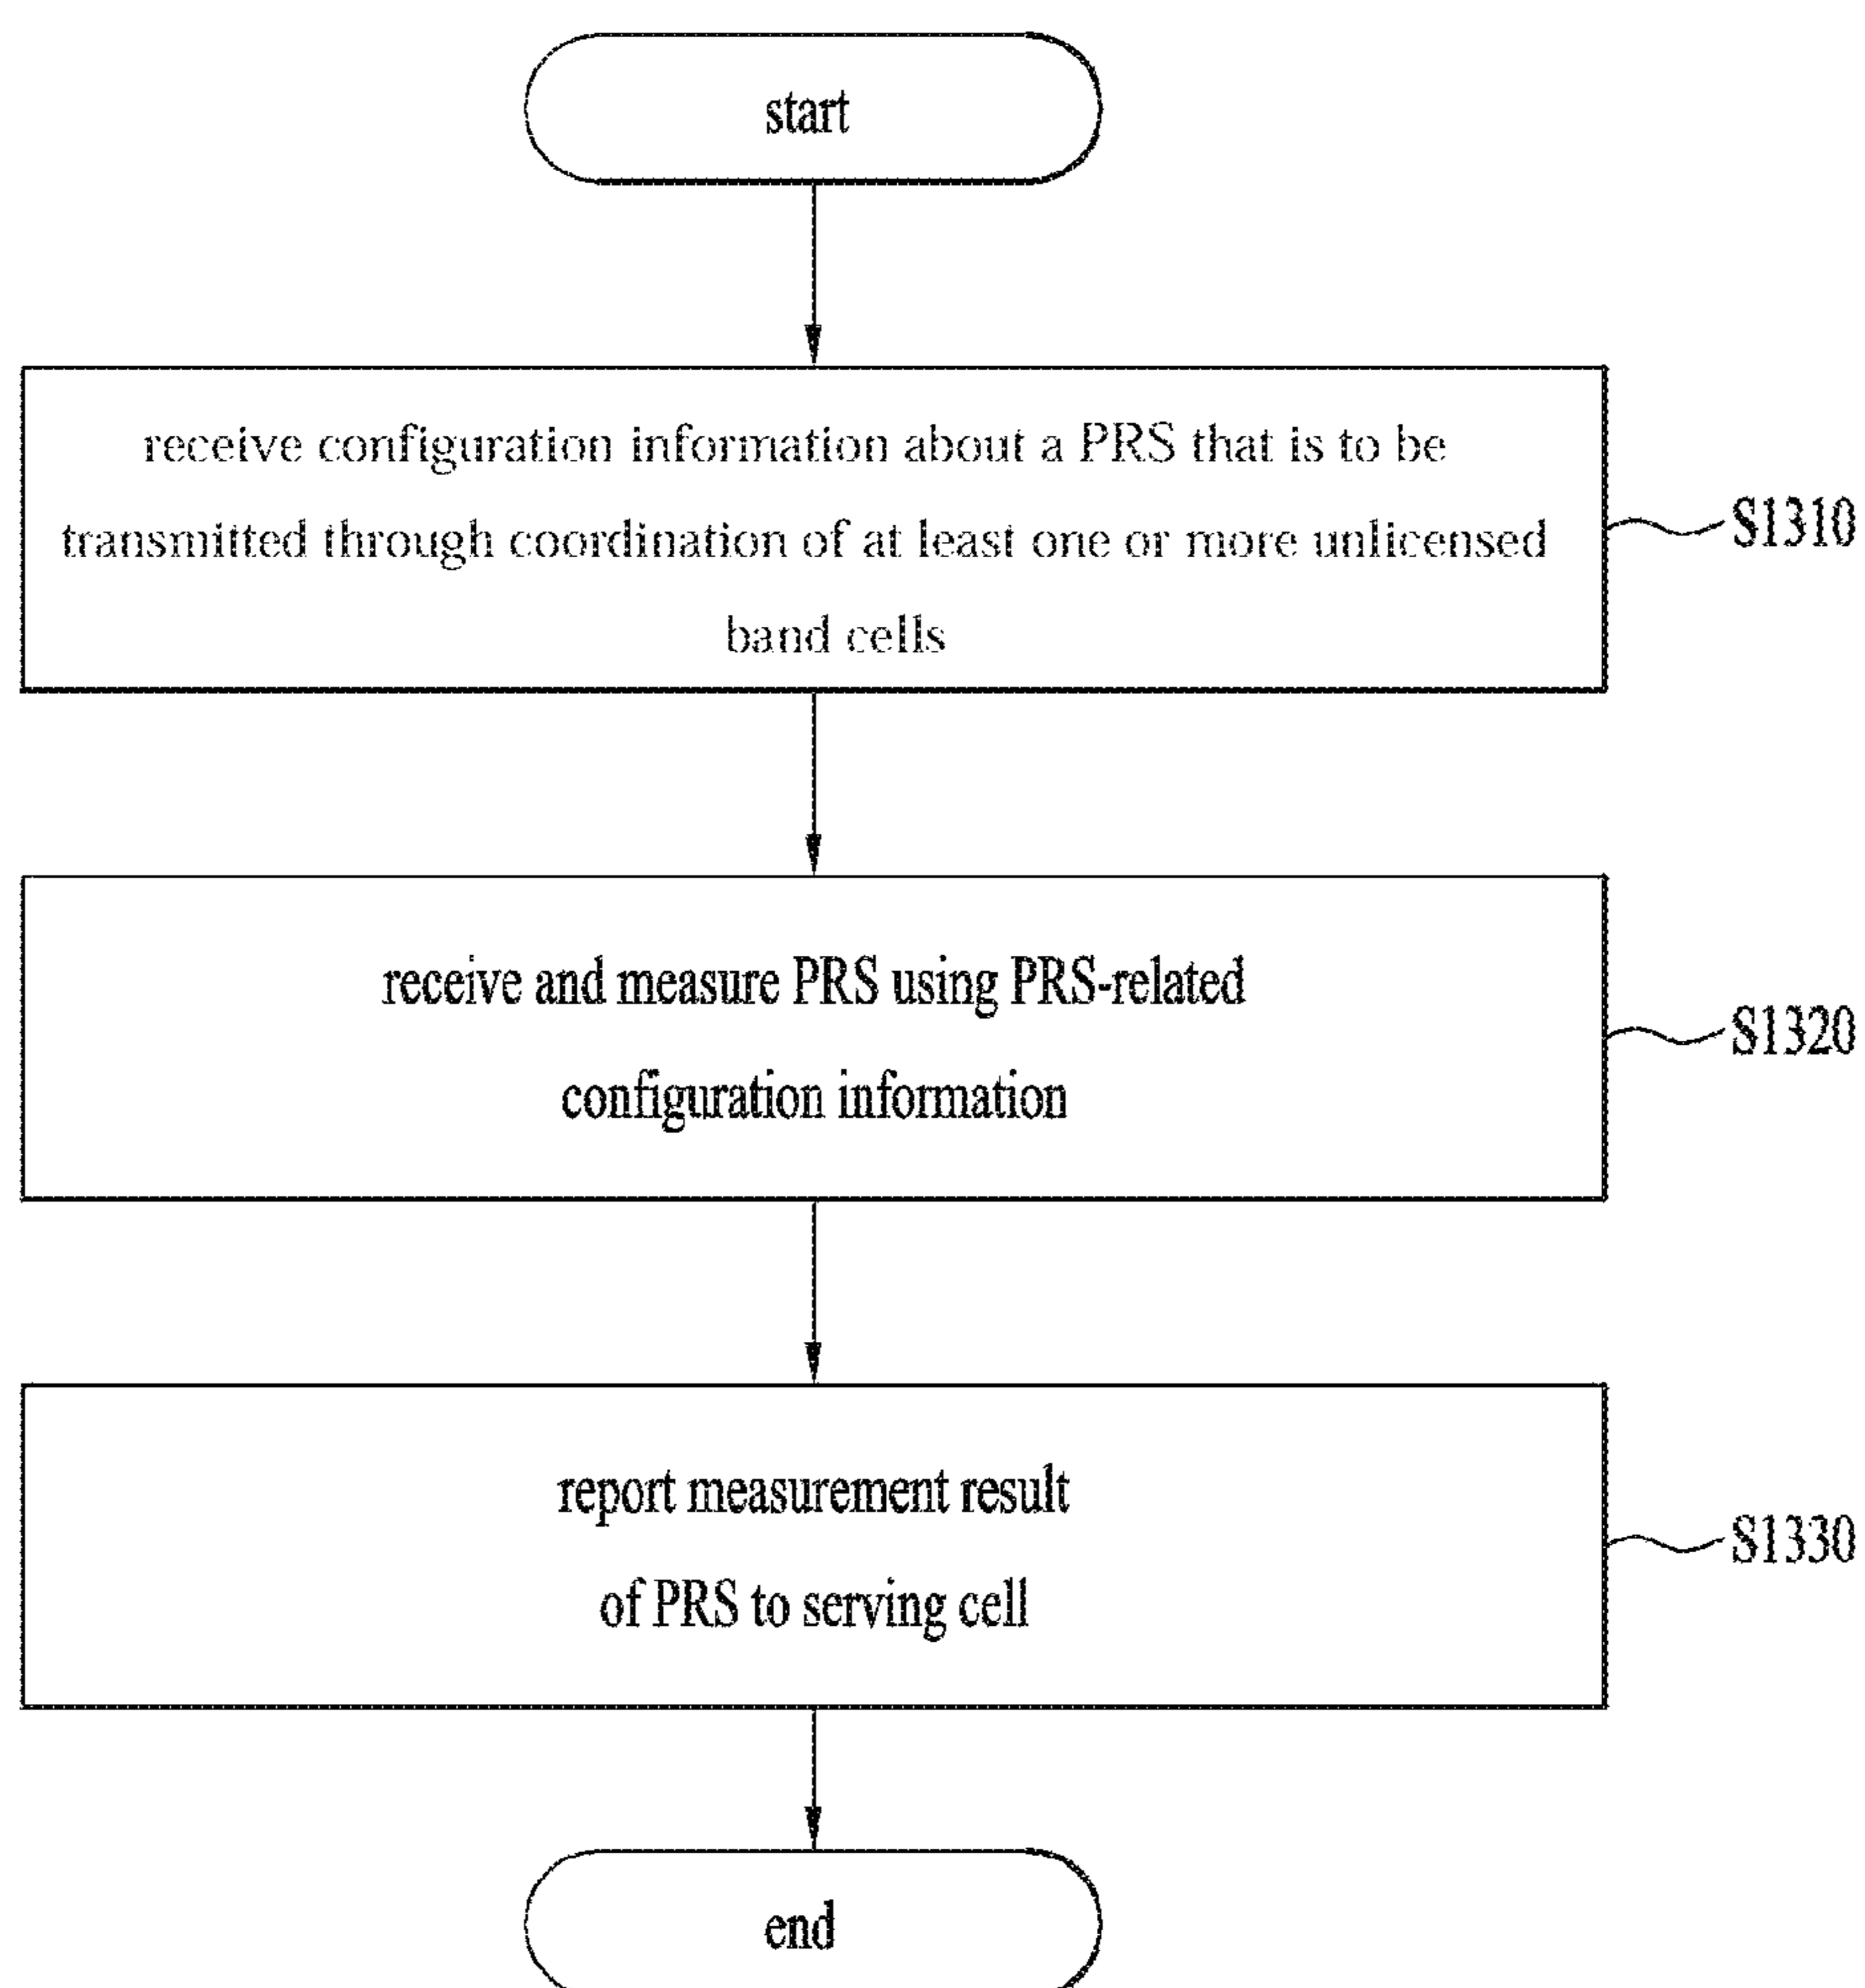 start
receive configuration information about a PRS that is to be
transmitted through coordination of at least one or more unlicensed
band cells
S1310
receive and measure PRS using PRS-related
configuration information
S1320
report measurement result
of PRS to serving cell
S1330
end